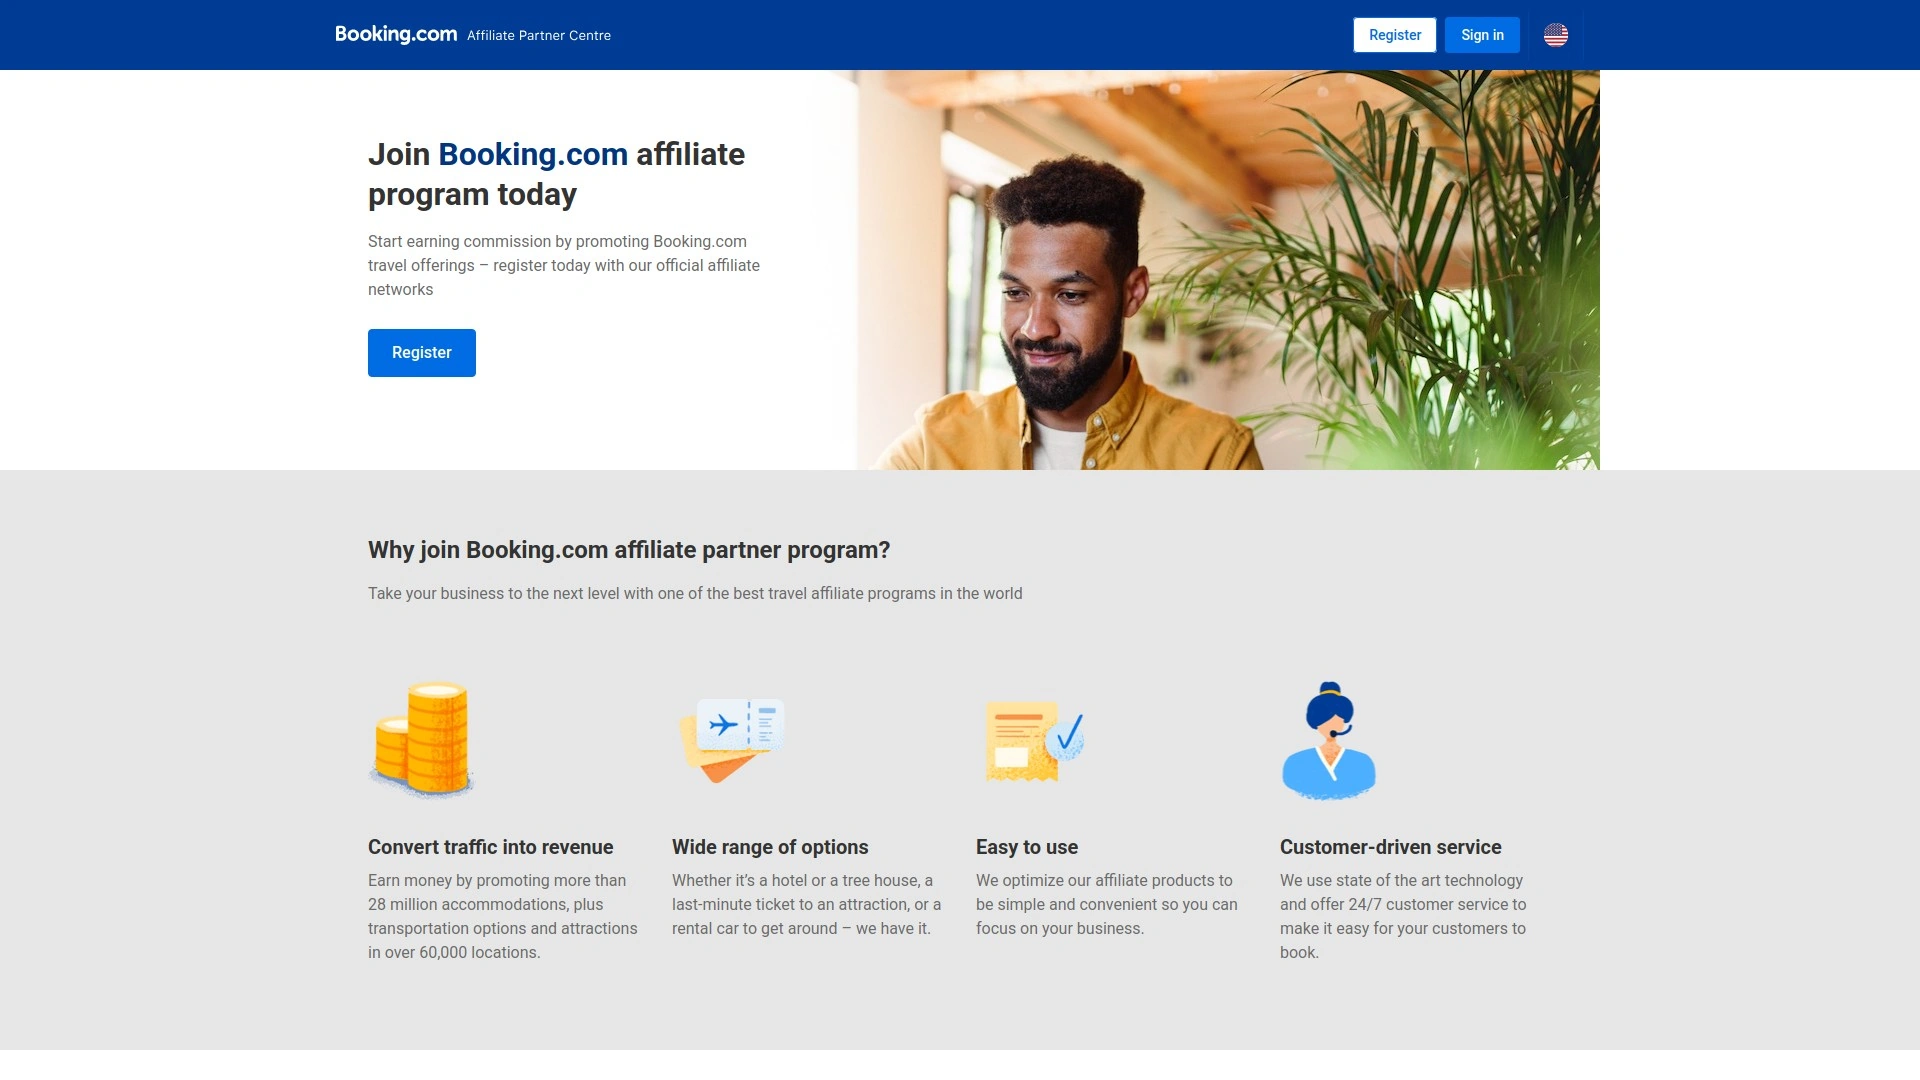 Booking.com Affiliate Partner Centre
Register
Sign in
Join Booking.com affiliate
program today
Start earning commission by promoting Booking.com
travel offerings – register today with our official affiliate
networks
Register
Why join Booking.com affiliate partner program?
Take your business to the next level with one of the best travel affiliate programs in the world
Convert traffic into revenue
Earn money by promoting more than
28 million accommodations, plus
transportation options and attractions
in over 60,000 locations.
Wide range of options
Whether it’s a hotel or a tree house, a
last-minute ticket to an attraction, or a
rental car to get around – we have it.
Easy to use
We optimize our affiliate products to
be simple and convenient so you can
focus on your business.
Customer-driven service
We use state of the art technology
and offer 24/7 customer service to
make it easy for your customers to
book.